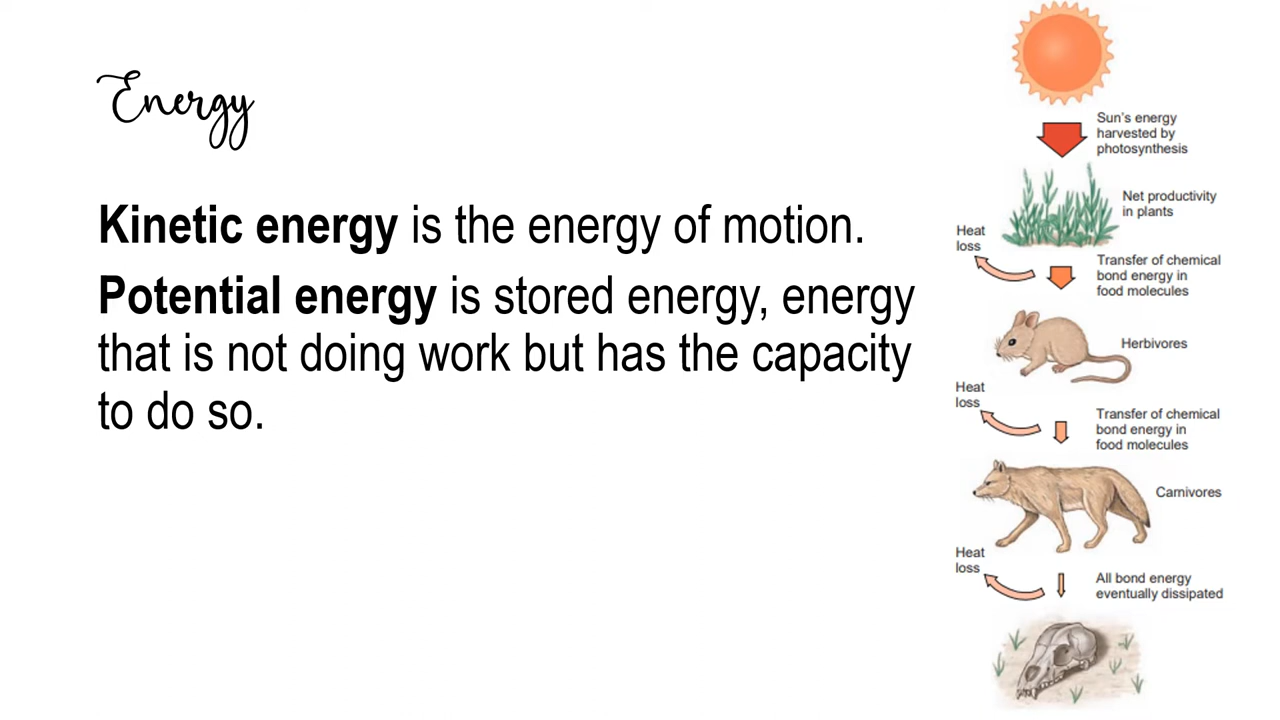 Energy
Kinetic energy is the energy of motion.
Potential energy is stored energy, energy
that is not doing work but has the capacity
to do so.
Sun’s energy
harvested by
photosynthesis
Net productivity
in plants
Heat
loss
Transfer of chemical
bond energy in
food molecules
Herbivores
Heat
loss
Transfer of chemical
bond energy in
food molecules
Carnivores
Heat
loss
All bond energy
eventually dissipated